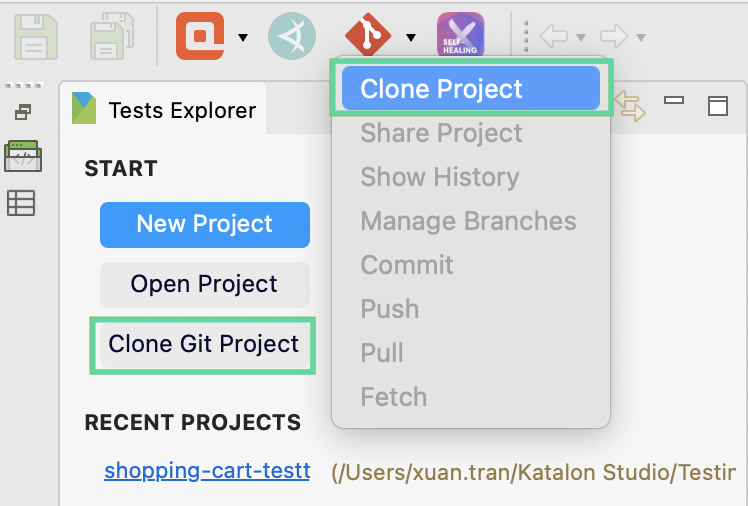 SELF-
HEALING
Clone Project
Tests Explorer
Share Project
START
Show History
New Project
Manage Branches
Open Project
Commit
Push
Clone Git Project
Pull
Fetch
RECENT PROJECTS
shopping-cart-testt (/Users/xuan.tran/Katalon Studio/Testin